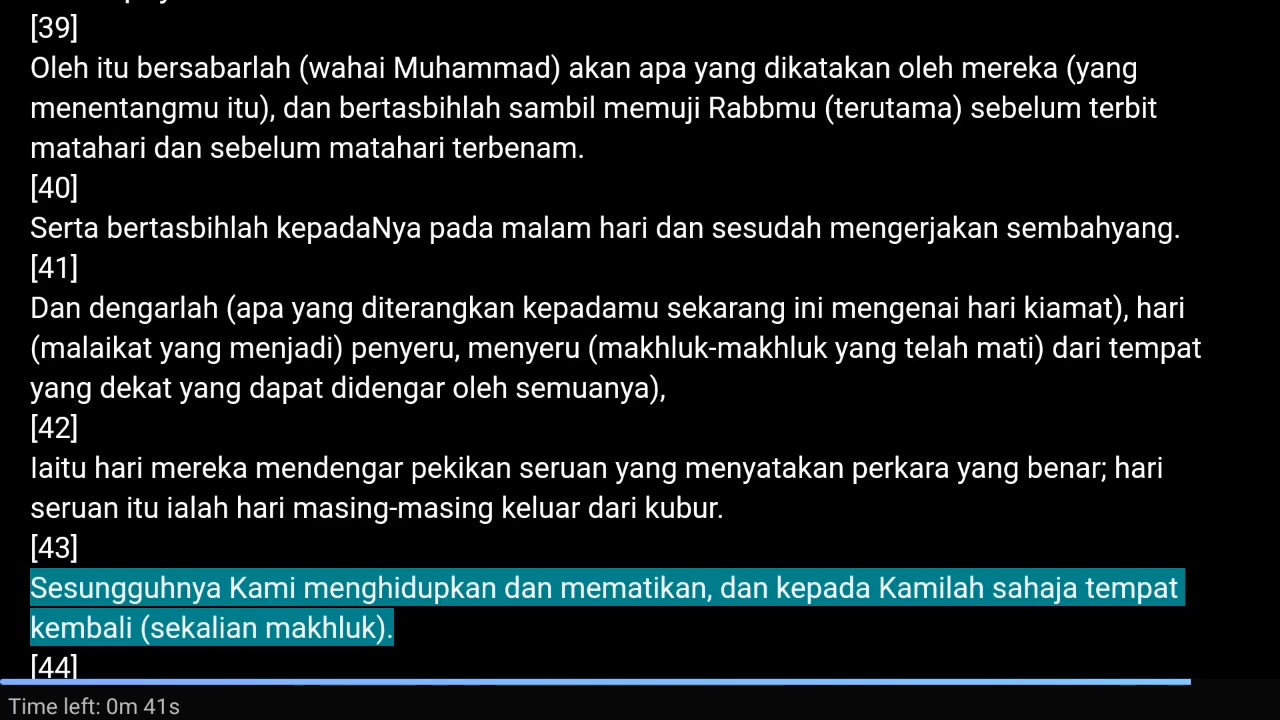 [39]
Oleh itu bersabarlah (wahai Muhammad) akan apa yang dikatakan oleh mereka (yang
menentangmu itu), dan bertasbihlah sambil memuji Rabbmu (terutama) sebelum terbit
matahari dan sebelum matahari terbenam.
[40]
Serta bertasbihlah kepadaNya pada malam hari dan sesudah mengerjakan sembahyang.
[41]
Dan dengarlah (apa yang diterangkan kepadamu sekarang ini mengenai hari kiamat), hari
(malaikat yang menjadi) penyeru, menyeru (makhluk-makhluk yang telah mati) dari tempat
yang dekat yang dapat didengar oleh semuanya),
[42]
Iaitu hari mereka mendengar pekikan seruan yang menyatakan perkara yang benar; hari
seruan itu ialah hari masing-masing keluar dari kubur.
[43]
Sesungguhnya Kami menghidupkan dan mematikan, dan kepada Kamilah sahaja tempat
kembali (sekalian makhluk).
[44]
Time left: 0m 41s